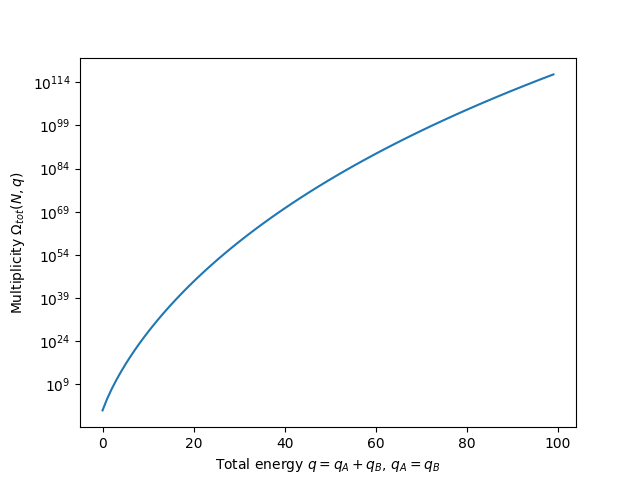 10^114
10^99
10^84
10^69
10^54
10^39
10^24
10^9
Multiplicity Ω_tot(N, q)
0 20 40 60 80 100
Total energy q = q_A + q_B, q_A = q_B